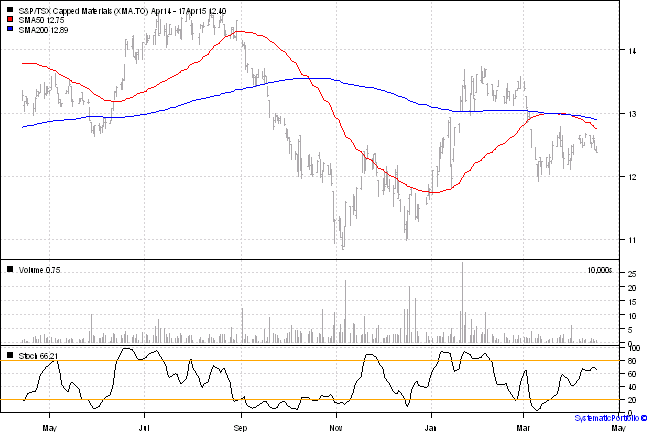 S&P/TSX Capped Materials (XMA.TO) Apr14 - 17Apr15 12.40
SMA50 12.75
SMA200 12.89
14
13
12
11
Volume 0.75
10,000s
25
20
15
10
5
0
Stoch 66.21
100
80
60
40
20
0
May
Jul
Sep
Nov
Jan
Mar
May
SystematicPortfolio ©